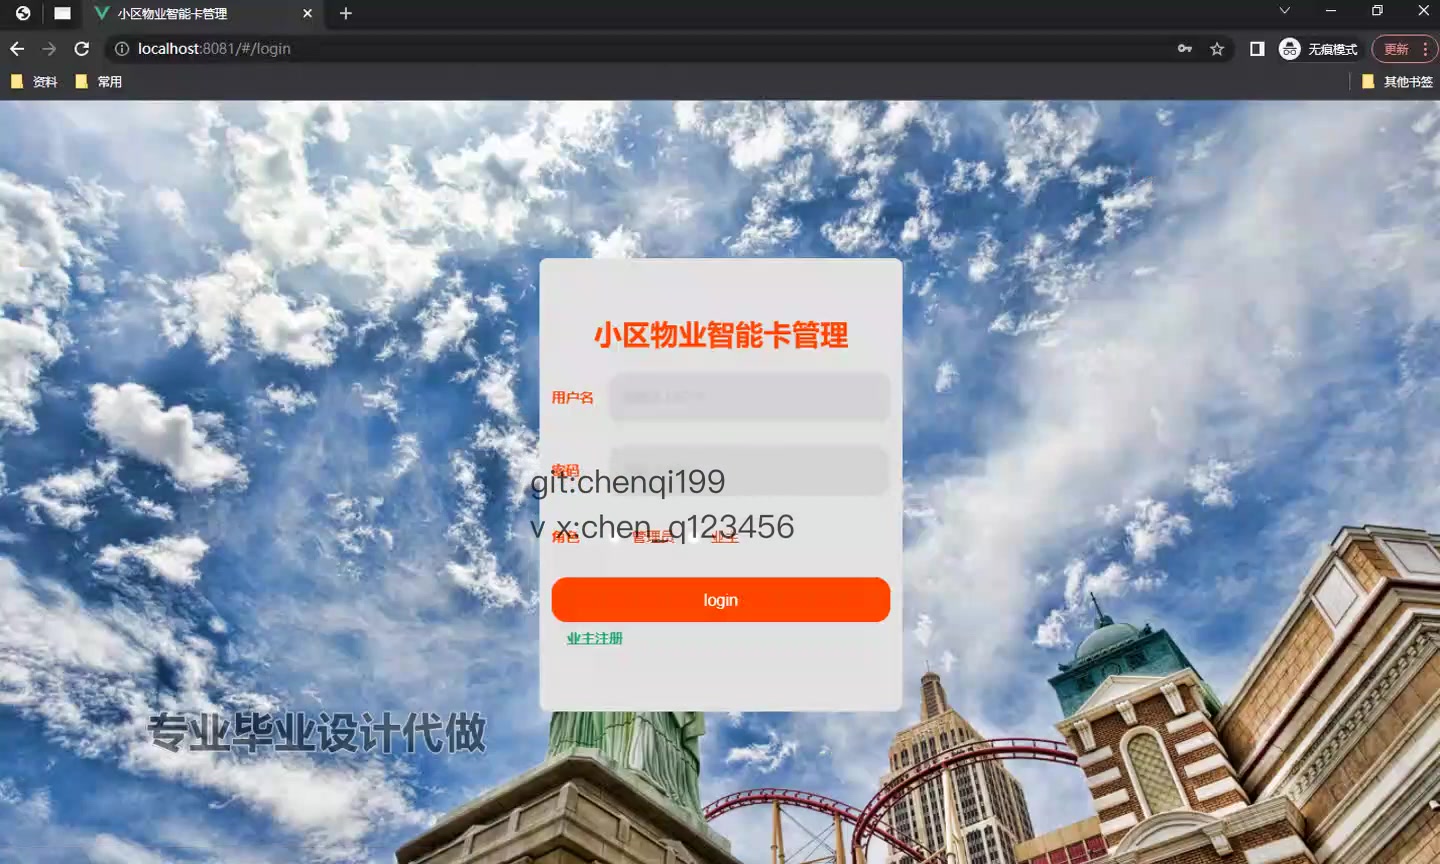 小区物业智能卡管理
localhost:8081/#/login
无痕模式
更新
资料
常用
其他书签
小区物业智能卡管理
用户名
密码
git:chenqi199
角色
管理员
业主
v x:chen_q123456
login
业主注册
专业毕业设计代做